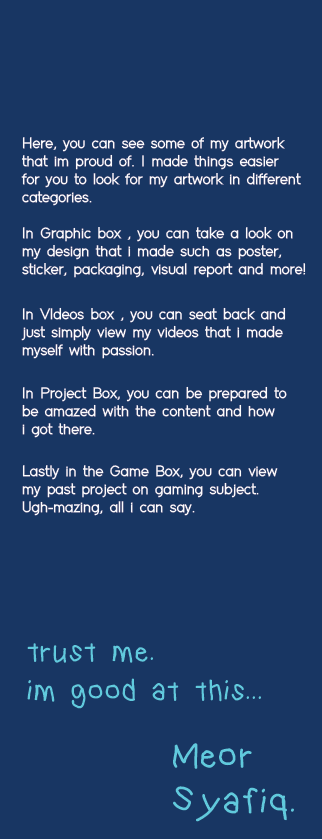 Here, you can see some of my artwork
that im proud of. I made things easier
for you to look for my artwork in different
categories.
In Graphic box , you can take a look on
my design that i made such as poster,
sticker, packaging, visual report and more!
In VIdeos box , you can seat back and
just simply view my videos that i made
myself with passion.
In Project Box, you can be prepared to
be amazed with the content and how
i got there.
Lastly in the Game Box, you can view
my past project on gaming subject.
Ugh-mazing, all i can say.
trust me.
im good at this...
Meor
Syafiq.